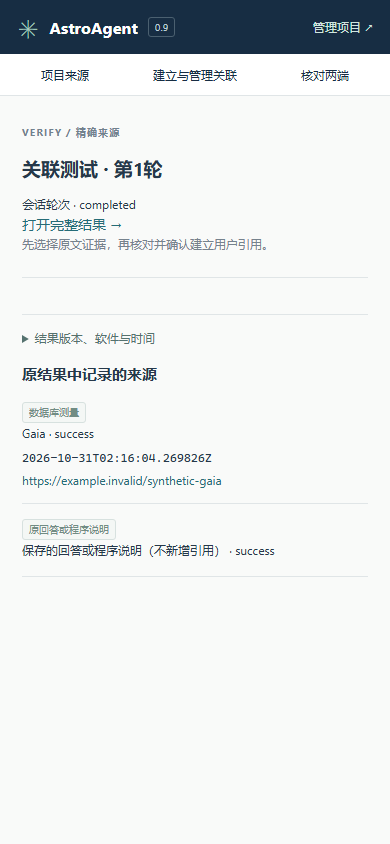 AstroAgent 0.9 管理项目 ↗
项目来源 建立与管理关联 核对两端
VERIFY / 精确来源
关联测试 · 第1轮
会话轮次 · completed
打开完整结果 →
先选择原文证据，再核对并确认建立用户引用。
▶ 结果版本、软件与时间
原结果中记录的来源
数据库测量
Gaia · success
2026-10-31T02:16:04.269826Z
https://example.invalid/synthetic-gaia
原回答或程序说明
保存的回答或程序说明（不新增引用） · success